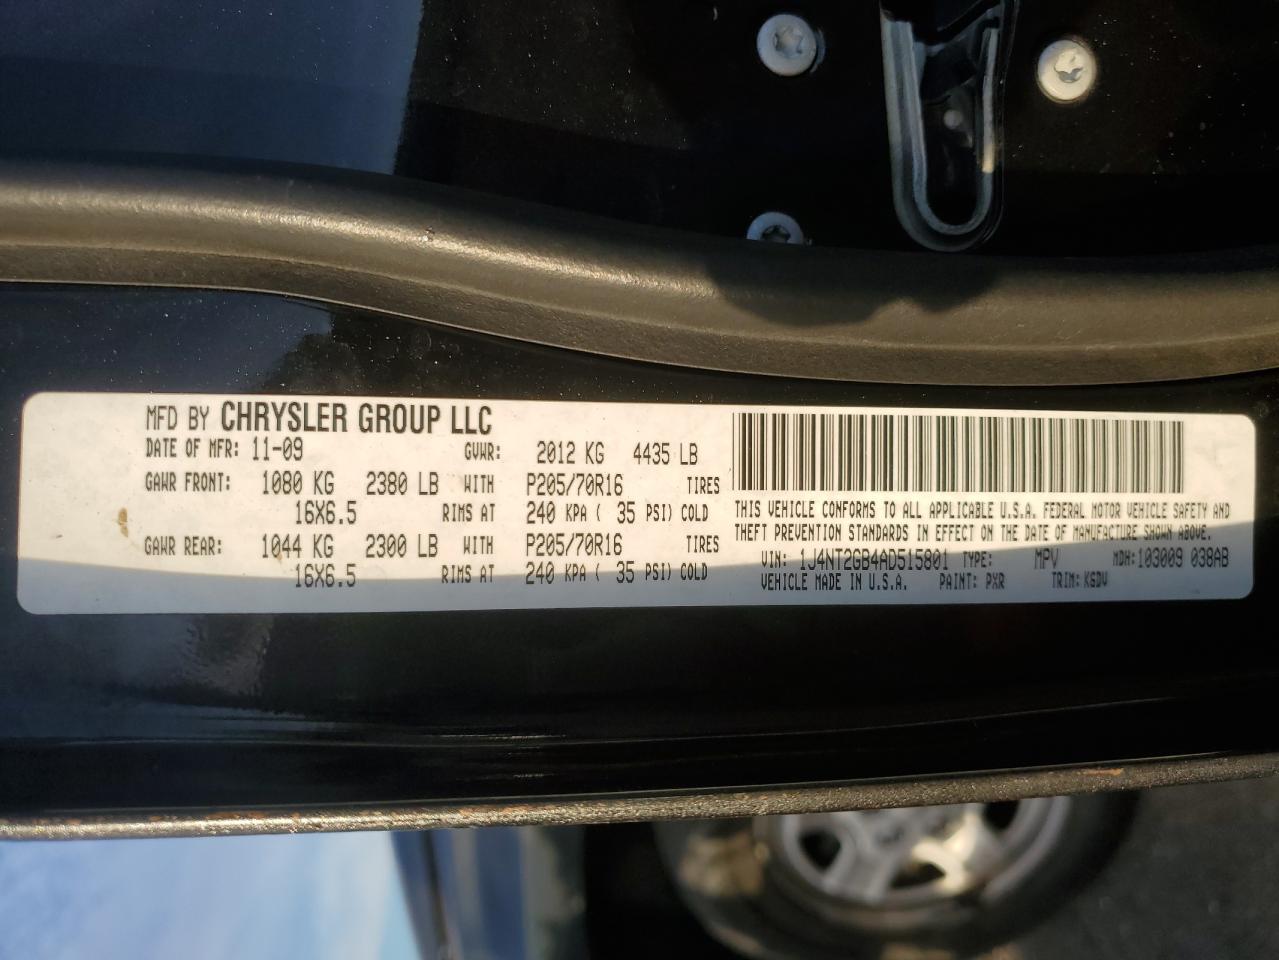 MFD BY CHRYSLER GROUP LLC
DATE OF MFR: 11-09 GVWR: 2012 KG 4435 LB
GAWR FRONT: 1080 KG 2380 LB WITH P205/70R16 TIRES
16X6.5 RIMS AT 240 KPA ( 35 PSI) COLD
GAWR REAR: 1044 KG 2300 LB WITH P205/70R16 TIRES
16X6.5 RIMS AT 240 KPA ( 35 PSI) COLD
THIS VEHICLE CONFORMS TO ALL APPLICABLE U.S.A. FEDERAL MOTOR VEHICLE SAFETY AND
THEFT PREVENTION STANDARDS IN EFFECT ON THE DATE OF MANUFACTURE SHOWN ABOVE.
VIN: 1J4NT2GB4AD515801 TYPE: MPV MDH: 103009 038AB
VEHICLE MADE IN U.S.A. PAINT: PXR TRIM: KSDV